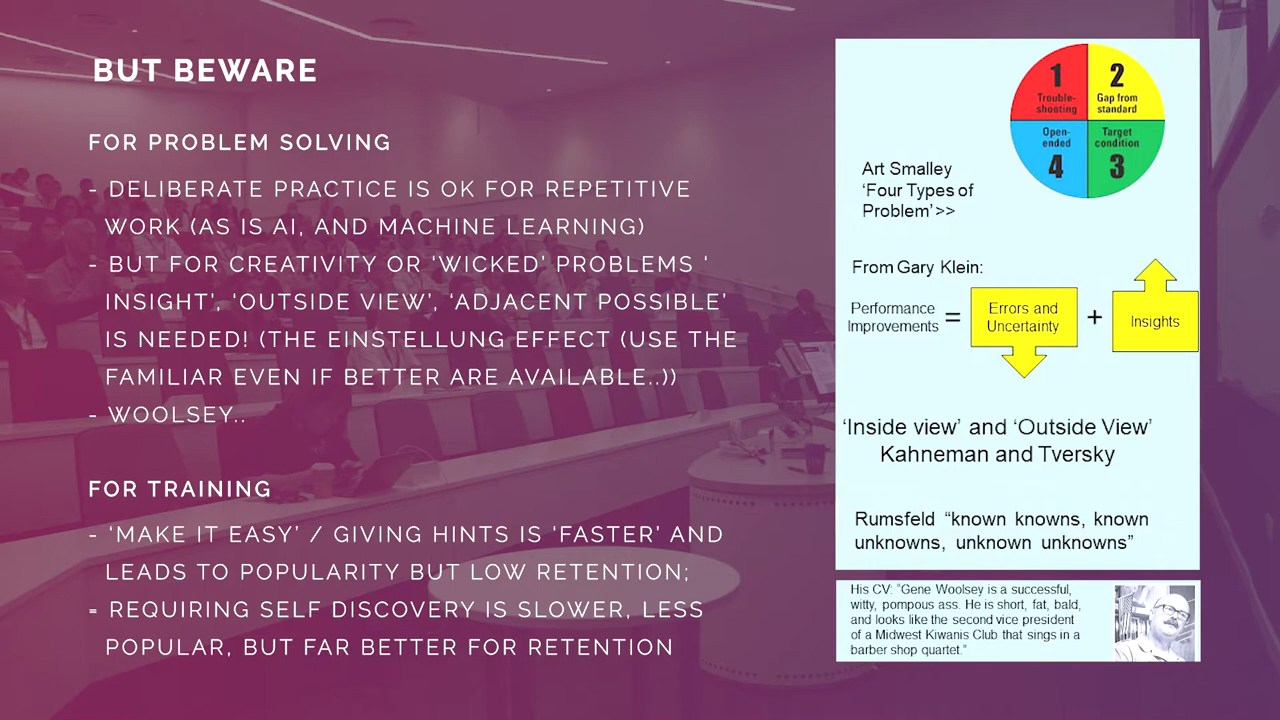 BUT BEWARE
FOR PROBLEM SOLVING
- DELIBERATE PRACTICE IS OK FOR REPETITIVE
WORK (AS IS AI, AND MACHINE LEARNING)
- BUT FOR CREATIVITY OR ‘WICKED’ PROBLEMS ‘
INSIGHT’, ‘OUTSIDE VIEW’, ‘ADJACENT POSSIBLE’
IS NEEDED! (THE EINSTELLUNG EFFECT (USE THE
FAMILIAR EVEN IF BETTER ARE AVAILABLE..))
- WOOLSEY..
FOR TRAINING
- ‘MAKE IT EASY’ / GIVING HINTS IS ‘FASTER’ AND
LEADS TO POPULARITY BUT LOW RETENTION;
= REQUIRING SELF DISCOVERY IS SLOWER, LESS
POPULAR, BUT FAR BETTER FOR RETENTION
1
Trouble-
shooting
2
Gap from
standard
Open-
ended
4
Target
condition
3
Art Smalley
‘Four Types of
Problem’>>
From Gary Klein:
Performance
Improvements
=
Errors and
Uncertainty
+
Insights
‘Inside view’ and ‘Outside View’
Kahneman and Tversky
Rumsfeld “known knowns, known
unknowns, unknown unknowns”
His CV: “Gene Woolsey is a successful,
witty, pompous ass. He is short, fat, bald,
and looks like the second vice president
of a Midwest Kiwanis Club that sings in a
barber shop quartet.”